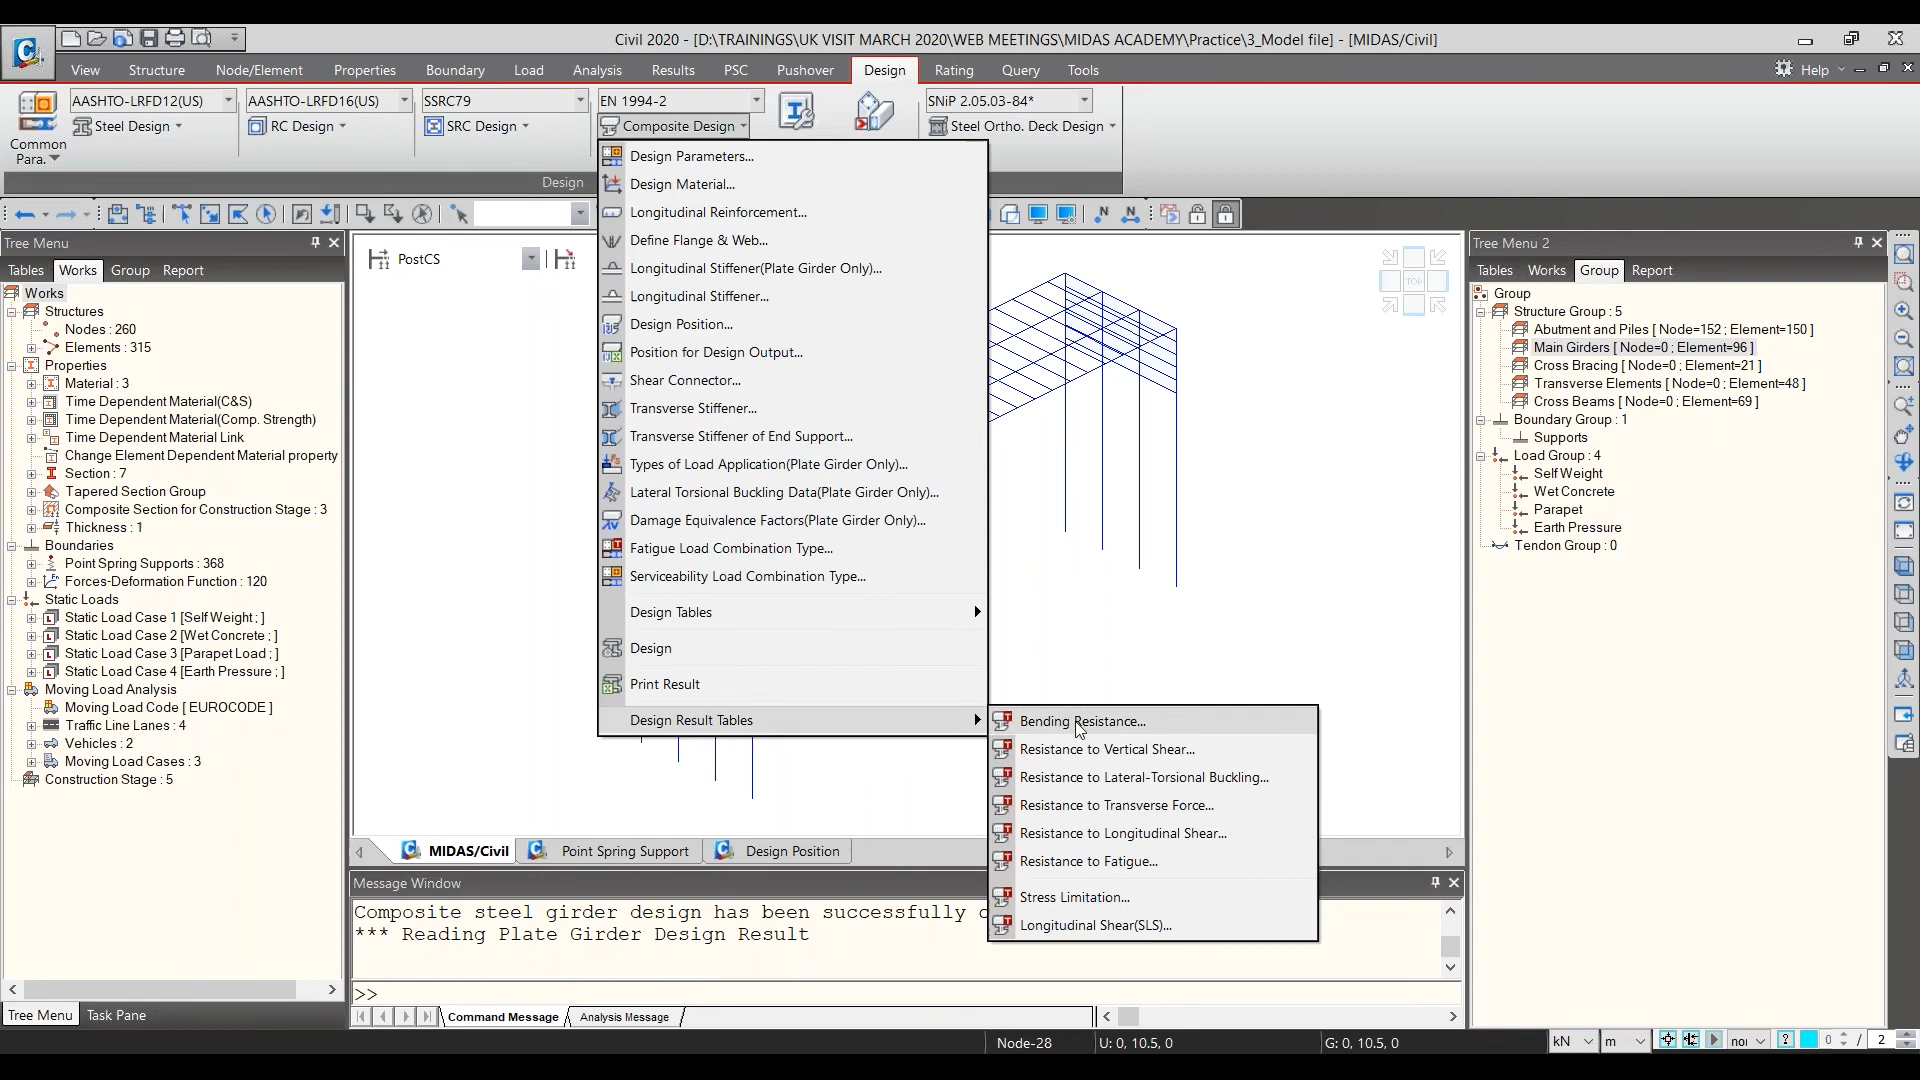 Civil 2020 - [D:\TRAININGS\UK VISIT MARCH 2020\WEB MEETINGS\MIDAS ACADEMY\Practice\3_Model file] - [MIDAS/Civil]
View Structure Node/Element Properties Boundary Load Analysis Results PSC Pushover Design Rating Query Tools Help
AASHTO-LRFD12(US) AASHTO-LRFD16(US) SSRC79 EN 1994-2 SNiP 2.05.03-84*
Steel Design RC Design SRC Design Composite Design Steel Ortho. Deck Design
Common
Para.
Design
Design Parameters...
Design Material...
Longitudinal Reinforcement...
Define Flange & Web...
Longitudinal Stiffener(Plate Girder Only)...
Longitudinal Stiffener...
Design Position...
Position for Design Output...
Shear Connector...
Transverse Stiffener...
Transverse Stiffener of End Support...
Types of Load Application(Plate Girder Only)...
Lateral Torsional Buckling Data(Plate Girder Only)...
Damage Equivalence Factors(Plate Girder Only)...
Fatigue Load Combination Type...
Serviceability Load Combination Type...
Design Tables
Design
Print Result
Design Result Tables
Bending Resistance...
Resistance to Vertical Shear...
Resistance to Lateral-Torsional Buckling...
Resistance to Transverse Force...
Resistance to Longitudinal Shear...
Resistance to Fatigue...
Stress Limitation...
Longitudinal Shear(SLS)...
Tree Menu
Tables Works Group Report
Works
Structures
Nodes : 260
Elements : 315
Properties
Material : 3
Time Dependent Material(C&S)
Time Dependent Material(Comp. Strength)
Time Dependent Material Link
Change Element Dependent Material property
Section : 7
Tapered Section Group
Composite Section for Construction Stage : 3
Thickness : 1
Boundaries
Point Spring Supports : 368
Forces-Deformation Function : 120
Static Loads
Static Load Case 1 [Self Weight ; ]
Static Load Case 2 [Wet Concrete ; ]
Static Load Case 3 [Parapet Load ; ]
Static Load Case 4 [Earth Pressure ; ]
Moving Load Analysis
Moving Load Code [ EUROCODE ]
Traffic Line Lanes : 4
Vehicles : 2
Moving Load Cases : 3
Construction Stage : 5
Tree Menu Task Pane
PostCS
TOP
MIDAS/Civil Point Spring Support Design Position
Message Window
Composite steel girder design has been successfully
*** Reading Plate Girder Design Result
>>
Command Message Analysis Message
Tree Menu 2
Tables Works Group Report
Group
Structure Group : 5
Abutment and Piles [ Node=152 ; Element=150 ]
Main Girders [ Node=0 ; Element=96 ]
Cross Bracing [ Node=0 ; Element=21 ]
Transverse Elements [ Node=0 ; Element=48 ]
Cross Beams [ Node=0 ; Element=69 ]
Boundary Group : 1
Supports
Load Group : 4
Self Weight
Wet Concrete
Parapet
Earth Pressure
Tendon Group : 0
Node-28 U: 0, 10.5, 0 G: 0, 10.5, 0 kN m 0 / 2